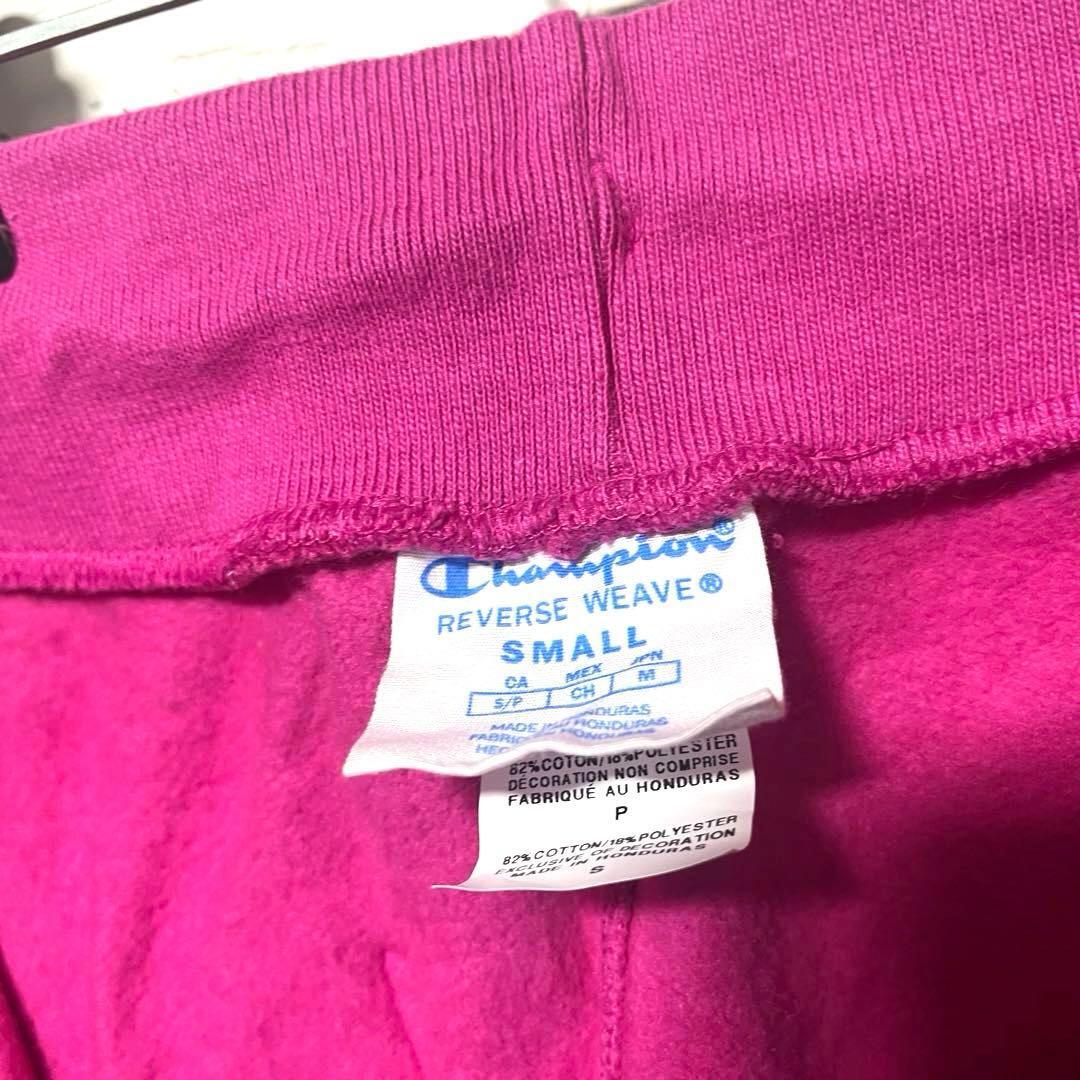 Champion®
REVERSE WEAVE®
SMALL
CA MEX JPN
S/P CH M
MADE IN HONDURAS
HONDURAS
82%COTON/18%POLYESTER
DÉCORATION NON COMPRISE
FABRIQUÉ AU HONDURAS
P
82%COTTON/18%POLYESTER
EXCLUSIVE OF DECORATION
MADE IN HONDURAS
S